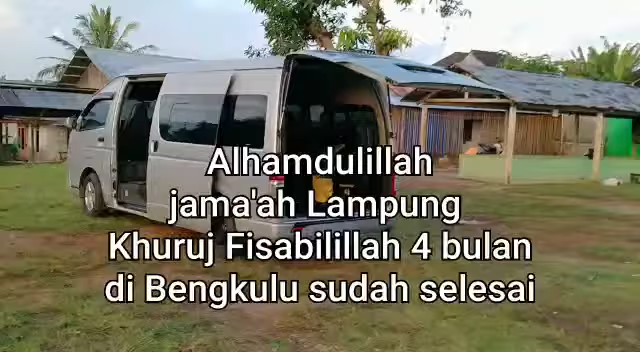 Alhamdulillah
jama'ah Lampung
Khuruj Fisabilillah 4 bulan
di Bengkulu sudah selesai